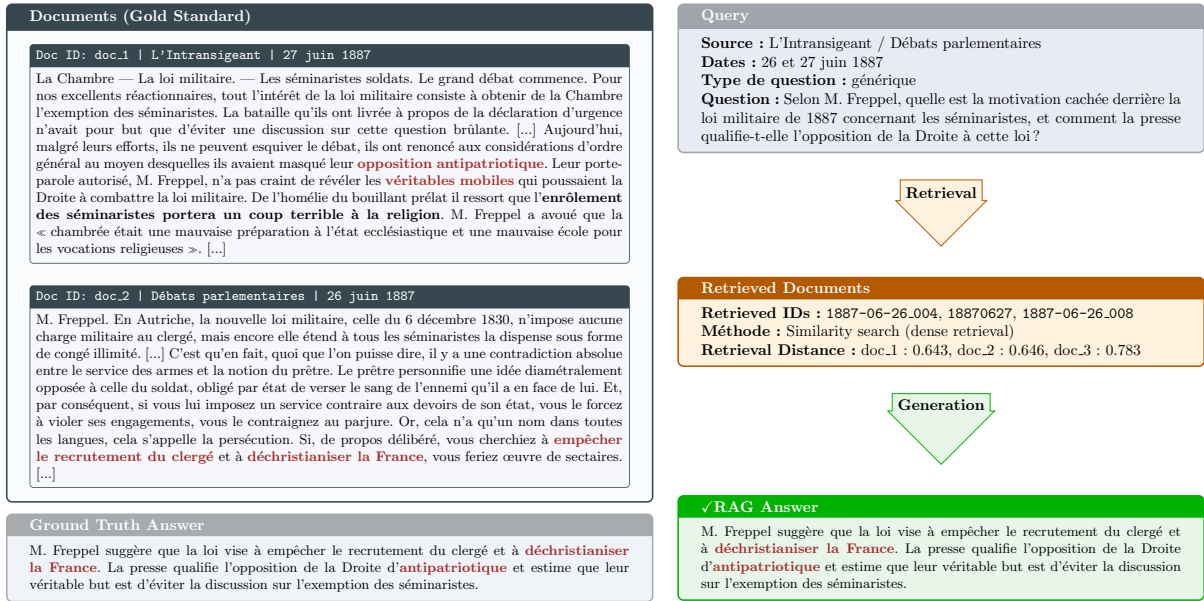 Documents (Gold Standard)
Doc ID: doc_1 | L'Intransigeant | 27 juin 1887
La Chambre — La loi militaire. — Les séminaristes soldats. Le grand débat commence. Pour
nos excellents réactionnaires, tout l'intérêt de la loi militaire consiste à obtenir de la Chambre
l'exemption des séminaristes. La bataille qu'ils ont livrée à propos de la déclaration d'urgence
n'avait pour but que d'éviter une discussion sur cette question brûlante. [...] Aujourd'hui,
malgré leurs efforts, ils ne peuvent esquiver le débat, ils ont renoncé aux considérations d'ordre
général au moyen desquelles ils avaient masqué leur opposition antipatriotique. Leur porte-
parole autorisé, M. Freppel, n'a pas craint de révéler les véritables mobiles qui poussaient la
Droite à combattre la loi militaire. De l'homélie du bouillant prélat il ressort que l'enrôlement
des séminaristes portera un coup terrible à la religion. M. Freppel a avoué que la
≪ chambrée était une mauvaise préparation à l'état ecclésiastique et une mauvaise école pour
les vocations religieuses ≫. [...]
Doc ID: doc_2 | Débats parlementaires | 26 juin 1887
M. Freppel. En Autriche, la nouvelle loi militaire, celle du 6 décembre 1830, n'impose aucune
charge militaire au clergé, mais encore elle étend à tous les séminaristes la dispense sous forme
de congé illimité. [...] C'est qu'en fait, quoi que l'on puisse dire, il y a une contradiction absolue
entre le service des armes et la notion du prêtre. Le prêtre personnifie une idée diamétralement
opposée à celle du soldat, obligé par état de verser le sang de l'ennemi qu'il a en face de lui. Et,
par conséquent, si vous lui imposez un service contraire aux devoirs de son état, vous le forcez
à violer ses engagements, vous le contraignez au parjure. Or, cela n'a qu'un nom dans toutes
les langues, cela s'appelle la persécution. Si, de propos délibéré, vous cherchiez à empêcher
le recrutement du clergé et à déchristianiser la France, vous feriez œuvre de sectaires.
[...]
Ground Truth Answer
M. Freppel suggère que la loi vise à empêcher le recrutement du clergé et à déchristianiser
la France. La presse qualifie l'opposition de la Droite d'antipatriotique et estime que leur
véritable but est d'éviter la discussion sur l'exemption des séminaristes.
Query
Source : L'Intransigeant / Débats parlementaires
Dates : 26 et 27 juin 1887
Type de question : générique
Question : Selon M. Freppel, quelle est la motivation cachée derrière la
loi militaire de 1887 concernant les séminaristes, et comment la presse
qualifie-t-elle l'opposition de la Droite à cette loi ?
Retrieval
Retrieved Documents
Retrieved IDs : 1887-06-26_004, 18870627, 1887-06-26_008
Méthode : Similarity search (dense retrieval)
Retrieval Distance : doc_1 : 0.643, doc_2 : 0.646, doc_3 : 0.783
Generation
✓RAG Answer
M. Freppel suggère que la loi vise à empêcher le recrutement du clergé et
à déchristianiser la France. La presse qualifie l'opposition de la Droite
d'antipatriotique et estime que leur véritable but est d'éviter la discussion
sur l'exemption des séminaristes.